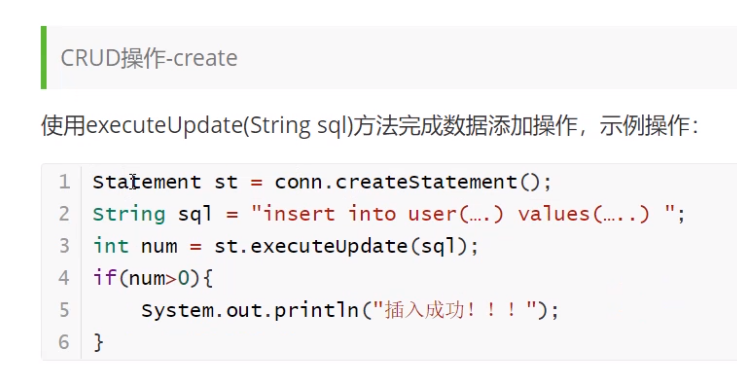 CRUD操作-create
使用executeUpdate(String sql)方法完成数据添加操作，示例操作：
1 Statement st = conn.createStatement();
2 String sql = "insert into user(….) values(…..) ";
3 int num = st.executeUpdate(sql);
4 if(num>0){
5 System.out.println("插入成功！！！");
6 }